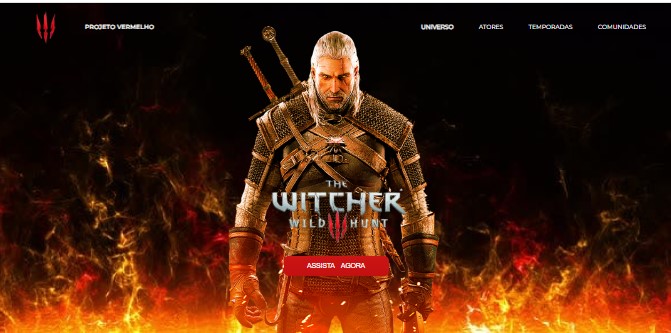 PROJETO VERMELHO
UNIVERSO
ATORES
TEMPORADAS
COMUNIDADES
THE
WITCHER
WILD HUNT
ASSISTA AGORA